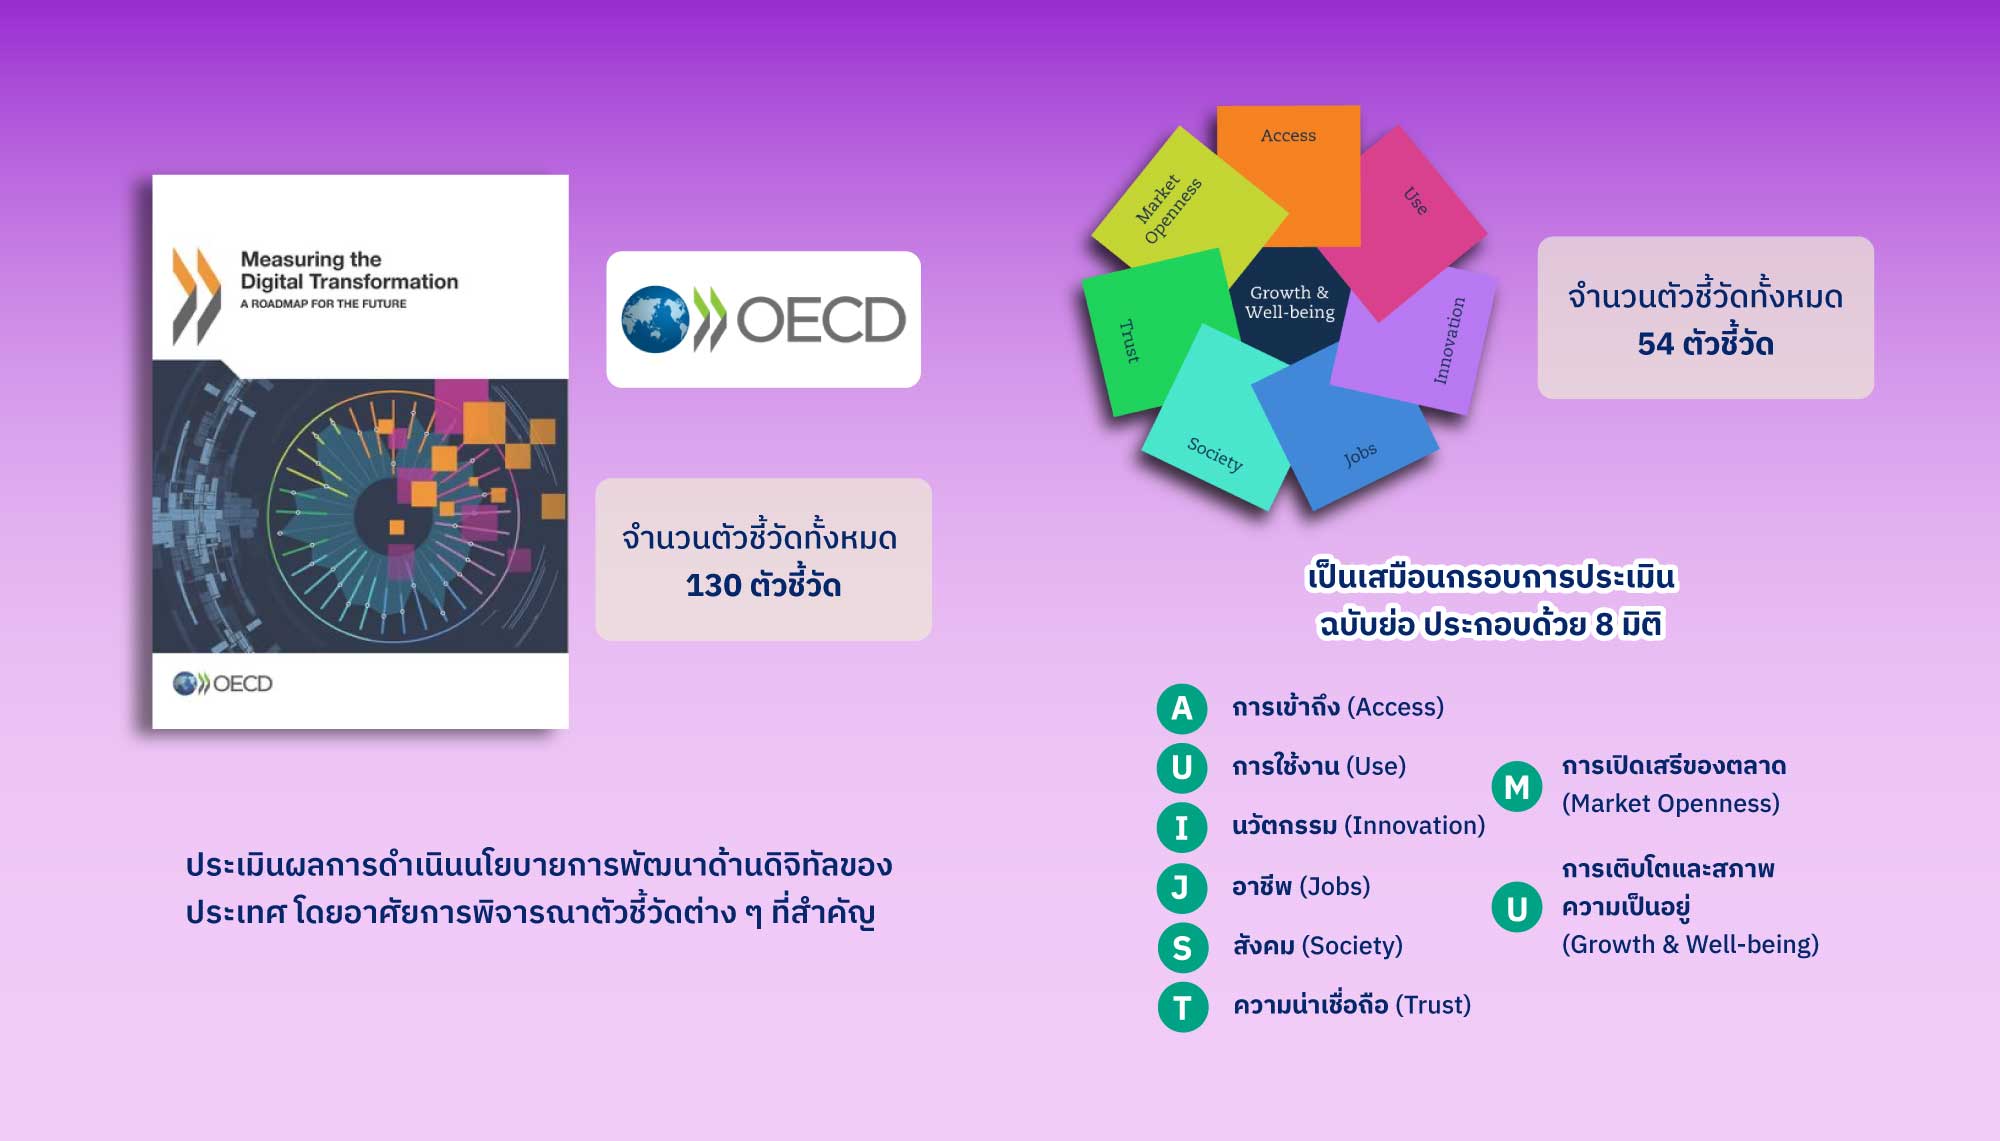 Measuring the
Digital Transformation
A ROADMAP FOR THE FUTURE
OECD
OECD
จำนวนตัวชี้วัดทั้งหมด
130 ตัวชี้วัด
ประเมินผลการดำเนินนโยบายการพัฒนาด้านดิจิทัลของ
ประเทศ โดยอาศัยการพิจารณาตัวชี้วัดต่าง ๆ ที่สำคัญ
Access
Use
Innovation
Jobs
Society
Trust
Market
Openness
Growth &
Well-being
จำนวนตัวชี้วัดทั้งหมด
54 ตัวชี้วัด
เป็นเสมือนกรอบการประเมิน
ฉบับย่อ ประกอบด้วย 8 มิติ
A การเข้าถึง (Access)
U การใช้งาน (Use)
I นวัตกรรม (Innovation)
J อาชีพ (Jobs)
S สังคม (Society)
T ความน่าเชื่อถือ (Trust)
M การเปิดเสรีของตลาด
(Market Openness)
U การเติบโตและสภาพ
ความเป็นอยู่
(Growth & Well-being)